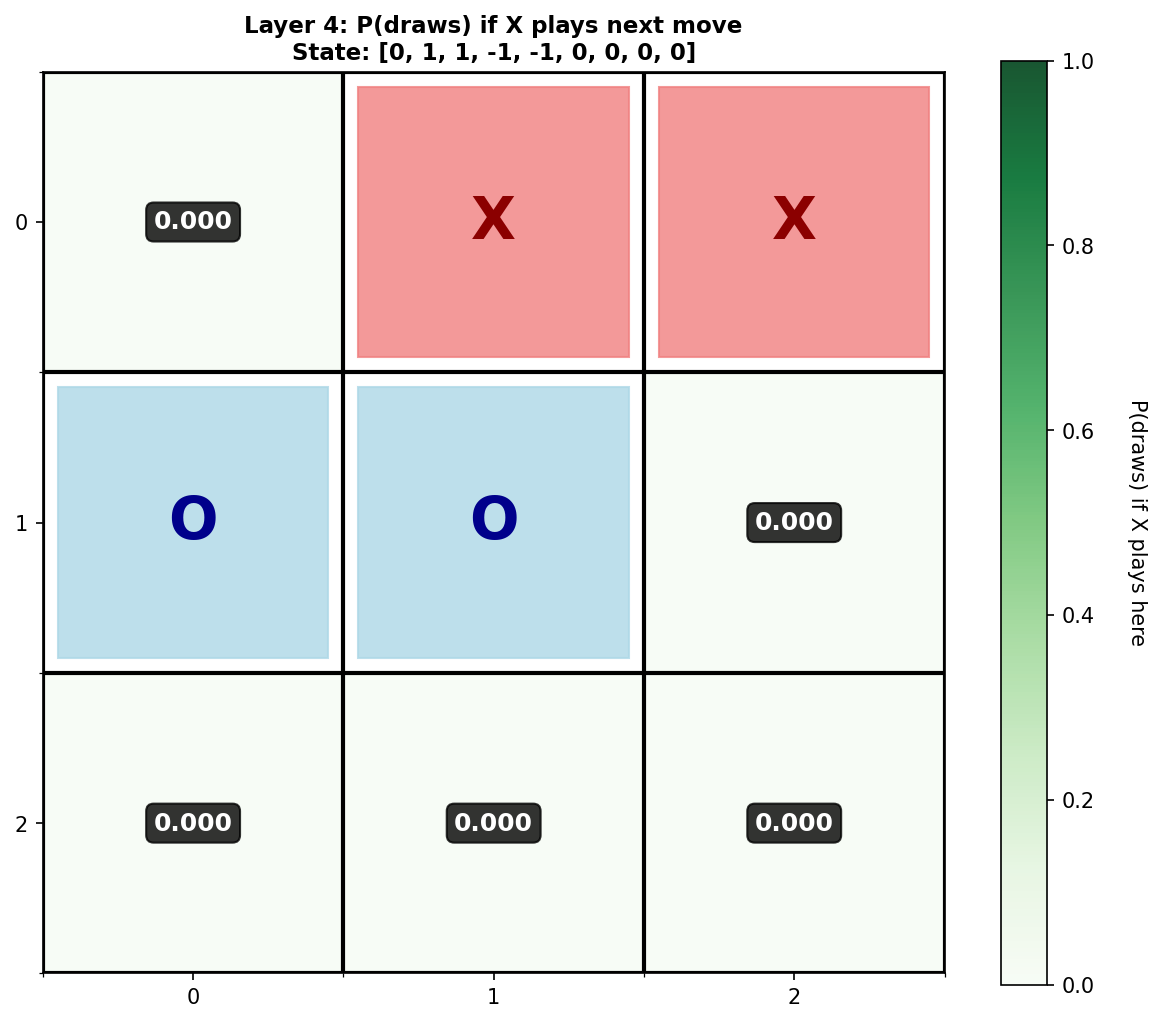 Layer 4: P(draws) if X plays next move
State: [0, 1, 1, -1, -1, 0, 0, 0, 0]
0
0.000
X
X
1
O
O
0.000
2
0.000
0.000
0.000
0
1
2
1.0
0.8
0.6
0.4
0.2
0.0
P(draws) if X plays here